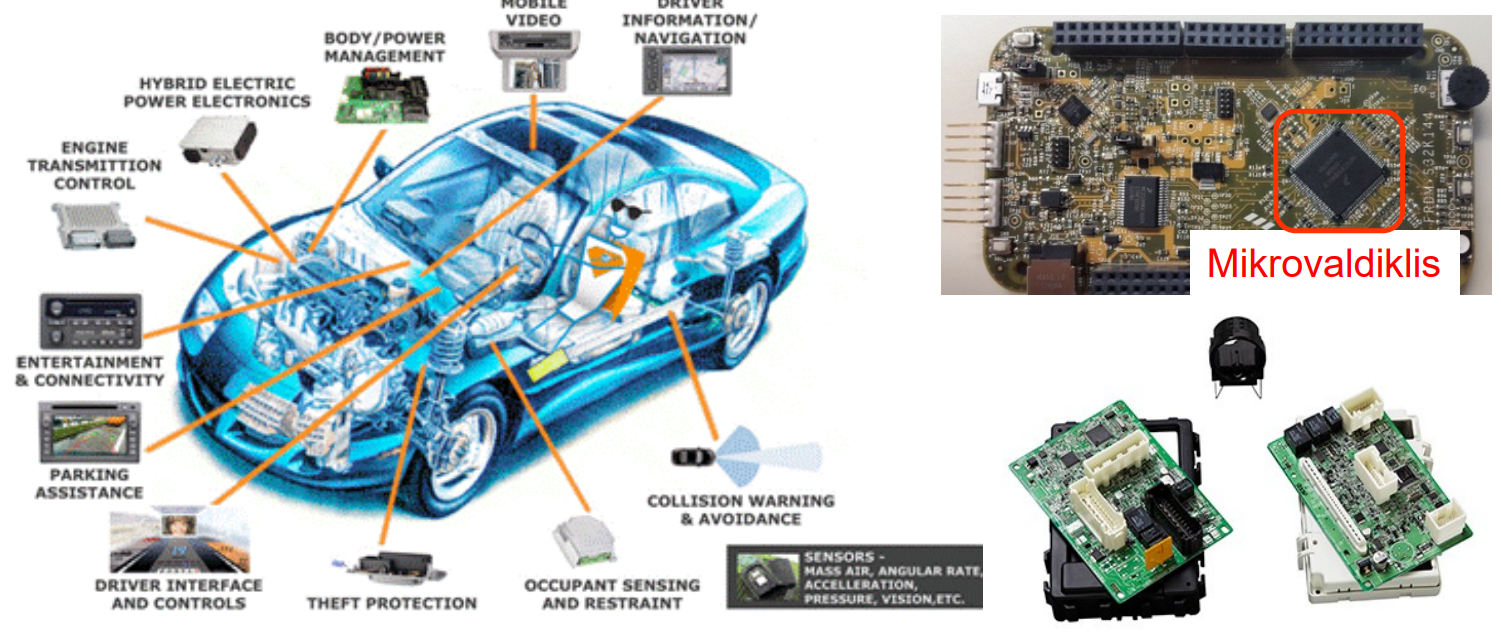 MOBILE
VIDEO
DRIVER
INFORMATION/
NAVIGATION
BODY/POWER
MANAGEMENT
HYBRID ELECTRIC
POWER ELECTRONICS
ENGINE
TRANSMITTION
CONTROL
ENTERTAINMENT
& CONNECTIVITY
PARKING
ASSISTANCE
DRIVER INTERFACE
AND CONTROLS
THEFT PROTECTION
OCCUPANT SENSING
AND RESTRAINT
COLLISION WARNING
& AVOIDANCE
SENSORS -
MASS AIR, ANGULAR RATE,
ACCELLERATION,
PRESSURE, VISION,ETC.
FRDM S32K144
Mikrovaldiklis